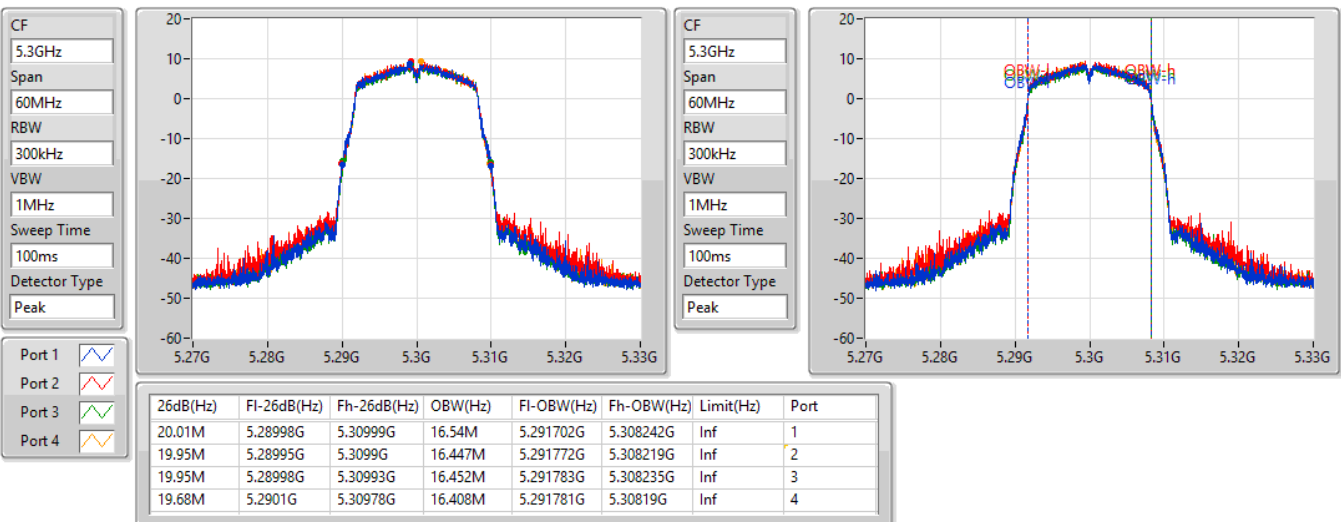 CF
5.3GHz
Span
60MHz
RBW
300kHz
VBW
1MHz
Sweep Time
100ms
Detector Type
Peak
20
10
0
-10
-20
-30
-40
-50
-60
5.27G 5.28G 5.29G 5.3G 5.31G 5.32G 5.33G
CF
5.3GHz
Span
60MHz
RBW
300kHz
VBW
1MHz
Sweep Time
100ms
Detector Type
Peak
20
10
0
-10
-20
-30
-40
-50
-60
OBW-l OBW-h
5.27G 5.28G 5.29G 5.3G 5.31G 5.32G 5.33G
Port 1
Port 2
Port 3
Port 4
26dB(Hz) Fl-26dB(Hz) Fh-26dB(Hz) OBW(Hz) Fl-OBW(Hz) Fh-OBW(Hz) Limit(Hz) Port
20.01M 5.28998G 5.30999G 16.54M 5.291702G 5.308242G Inf 1
19.95M 5.28995G 5.3099G 16.447M 5.291772G 5.308219G Inf 2
19.95M 5.28998G 5.30993G 16.452M 5.291783G 5.308235G Inf 3
19.68M 5.2901G 5.30978G 16.408M 5.291781G 5.30819G Inf 4